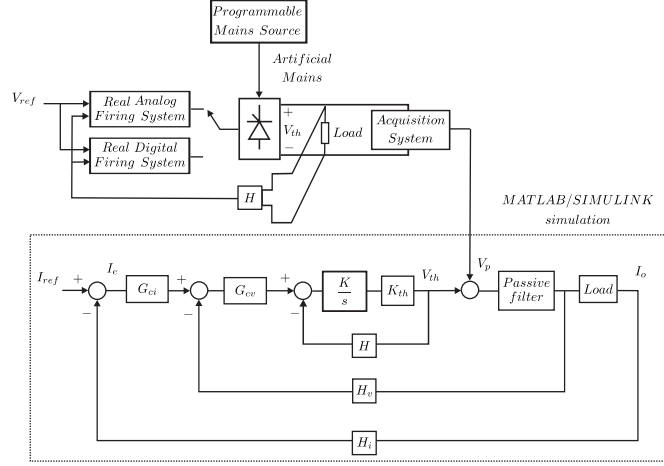 Programmable
Mains Source
Artificial
Mains
V_ref
Real Analog
Firing System
Real Digital
Firing System
+
V_th
−
Load
Acquisition
System
H
MATLAB/SIMULINK
simulation
I_ref
+
−
I_e
G_ci
+
−
G_cv
+
−
K
s
K_th
V_th
V_p
Passive
filter
Load
I_o
H
H_v
H_i